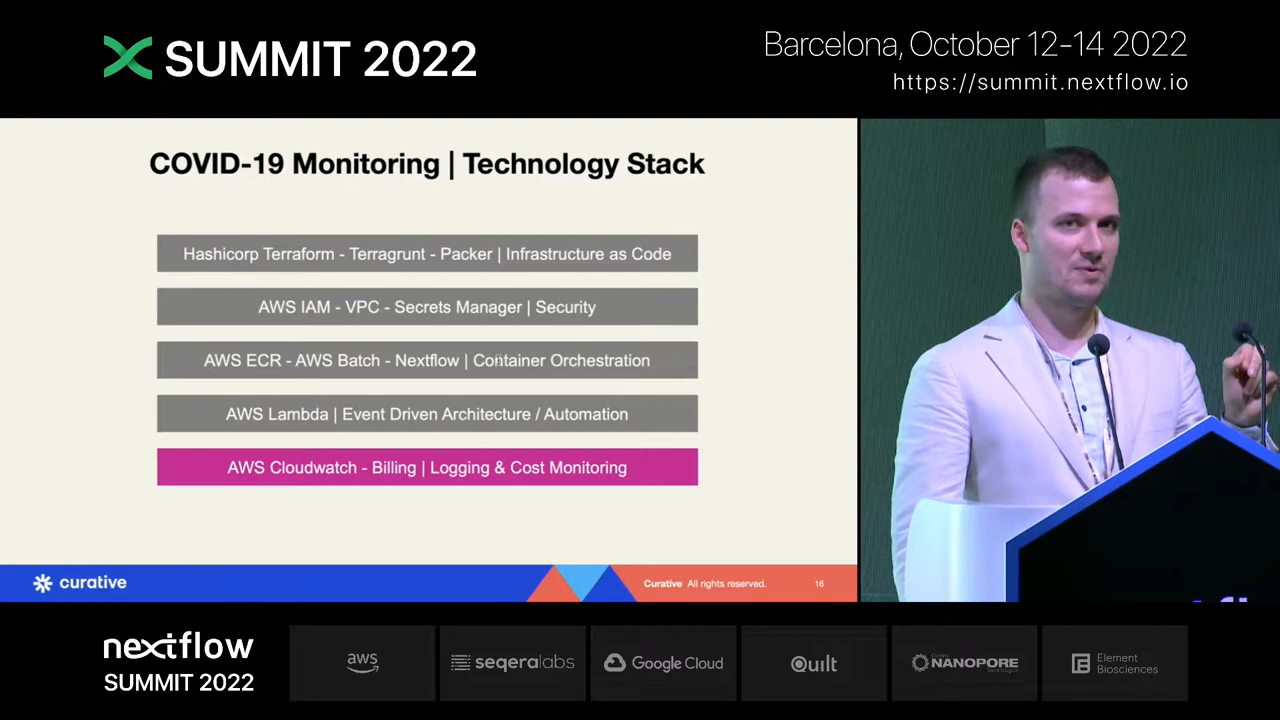 SUMMIT 2022
Barcelona, October 12-14 2022
https://summit.nextflow.io
COVID-19 Monitoring | Technology Stack
Hashicorp Terraform - Terragrunt - Packer | Infrastructure as Code
AWS IAM - VPC - Secrets Manager | Security
AWS ECR - AWS Batch - Nextflow | Container Orchestration
AWS Lambda | Event Driven Architecture / Automation
AWS Cloudwatch - Billing | Logging & Cost Monitoring
curative
Curative All rights reserved.
16
nextflow
SUMMIT 2022
aws
seqeralabs
Google Cloud
Quilt
NANOPORE
Element
Biosciences